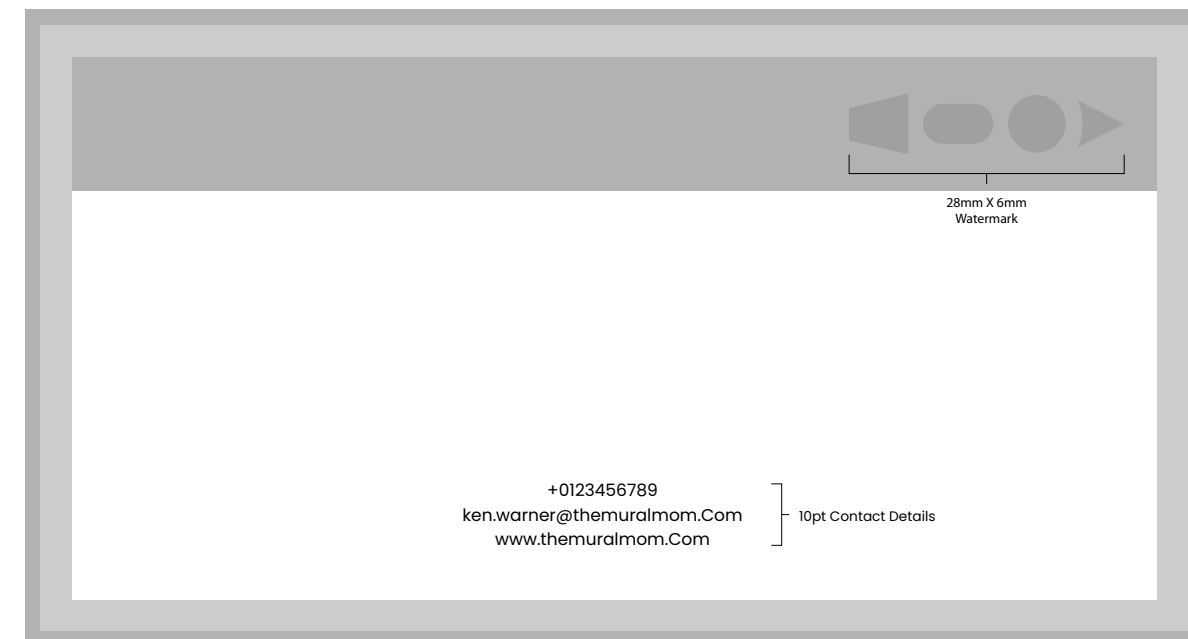 28mm X 6mm
Watermark
+0123456789
ken.warner@themuralmom.Com
10pt Contact Details
www.themuralmom.Com